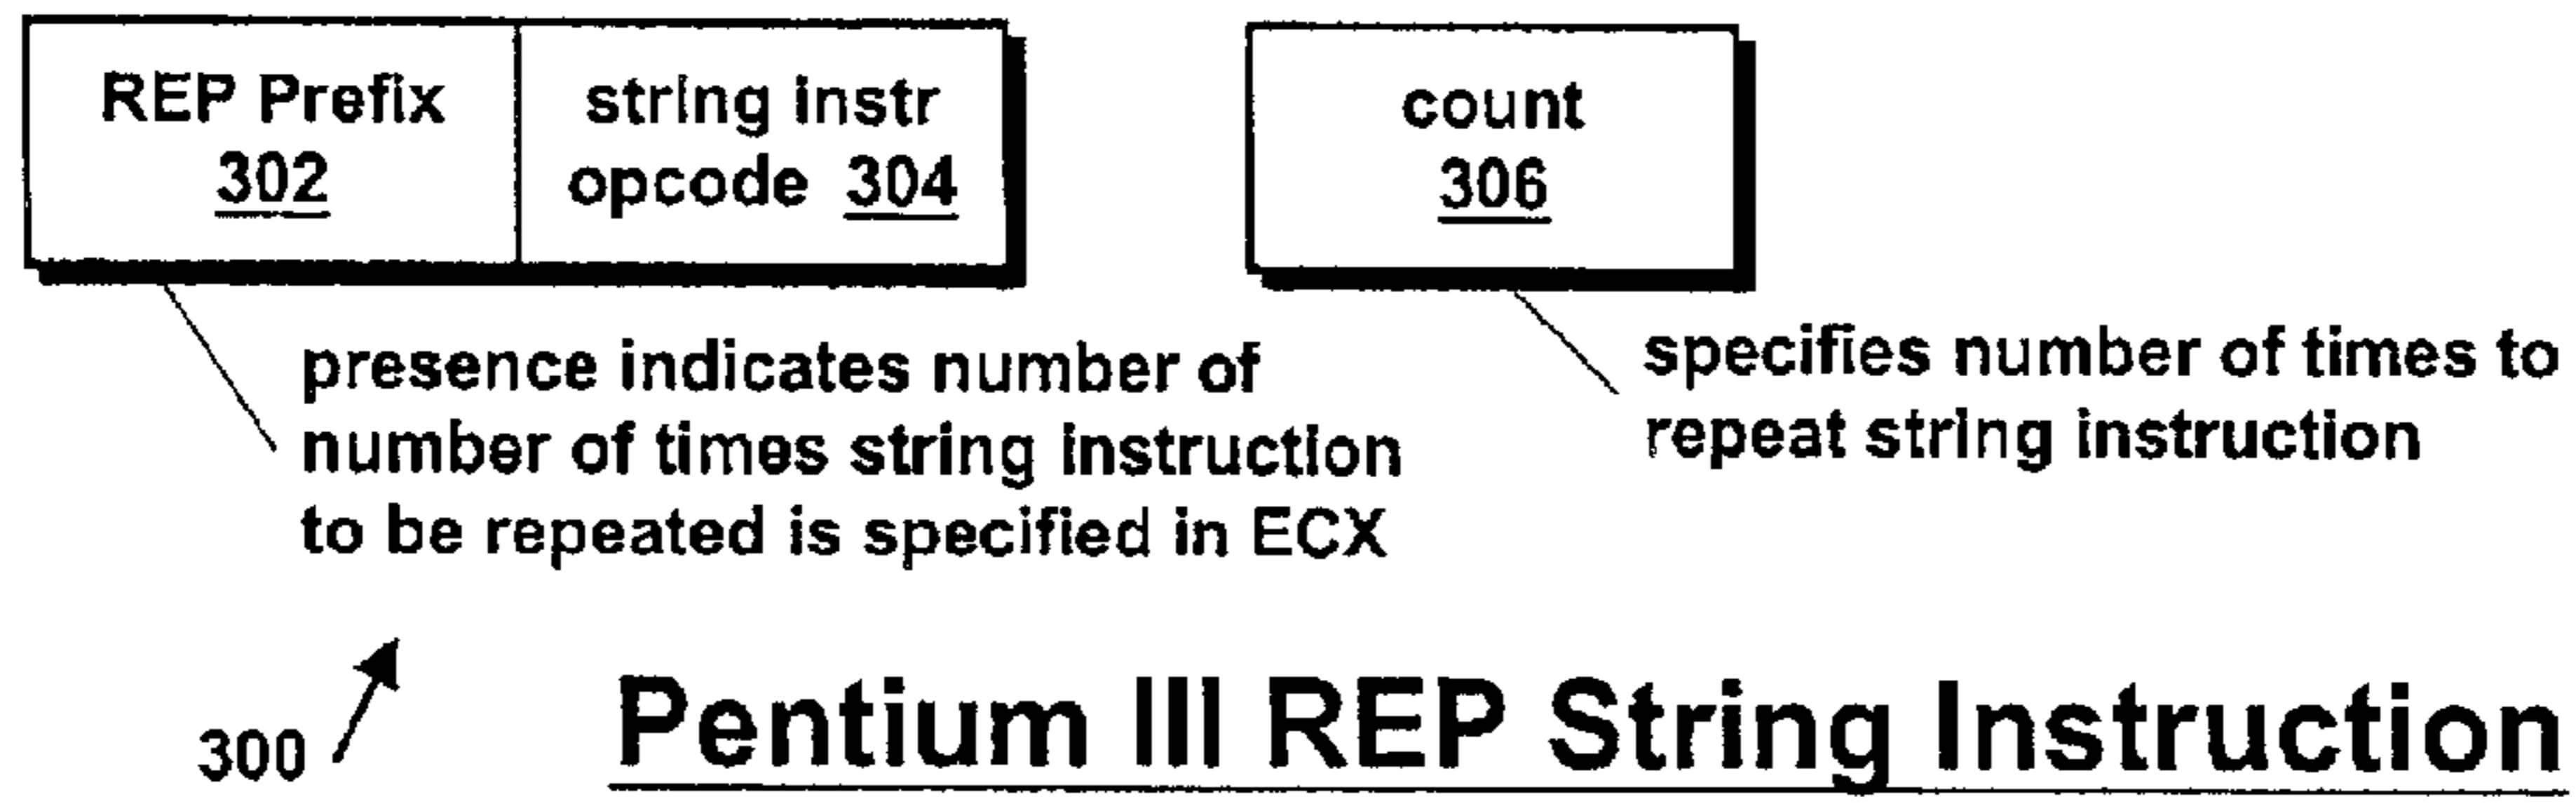 REP Prefix
302
string instr
opcode 304
count
306
presence indicates number of
number of times string instruction
to be repeated is specified in ECX
specifies number of times to
repeat string instruction
300
Pentium III REP String Instruction